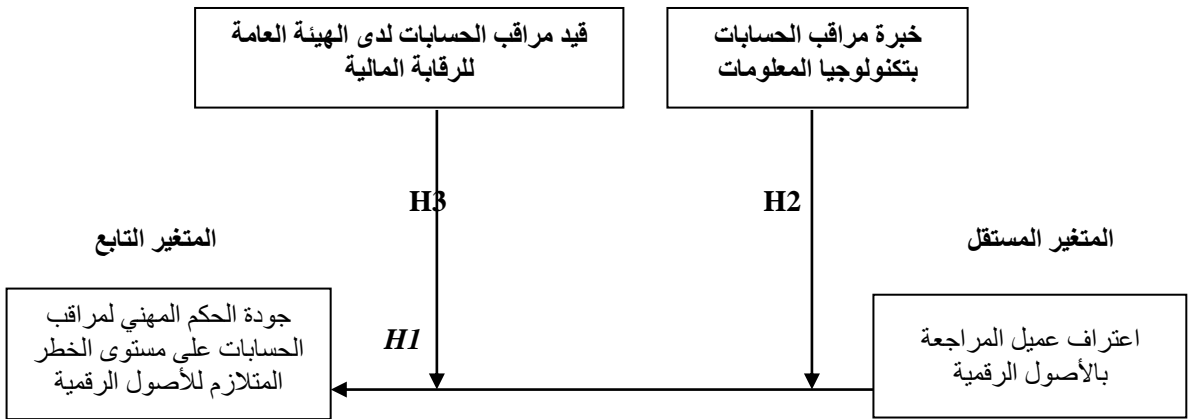 خبرة مراقب الحسابات
بتكنولوجيا المعلومات
قيد مراقب الحسابات لدى الهيئة العامة
للرقابة المالية
H2
H3
المتغير المستقل
المتغير التابع
اعتراف عميل المراجعة
بالأصول الرقمية
H1
جودة الحكم المهني لمراقب
الحسابات على مستوى الخطر
المتلازم للأصول الرقمية